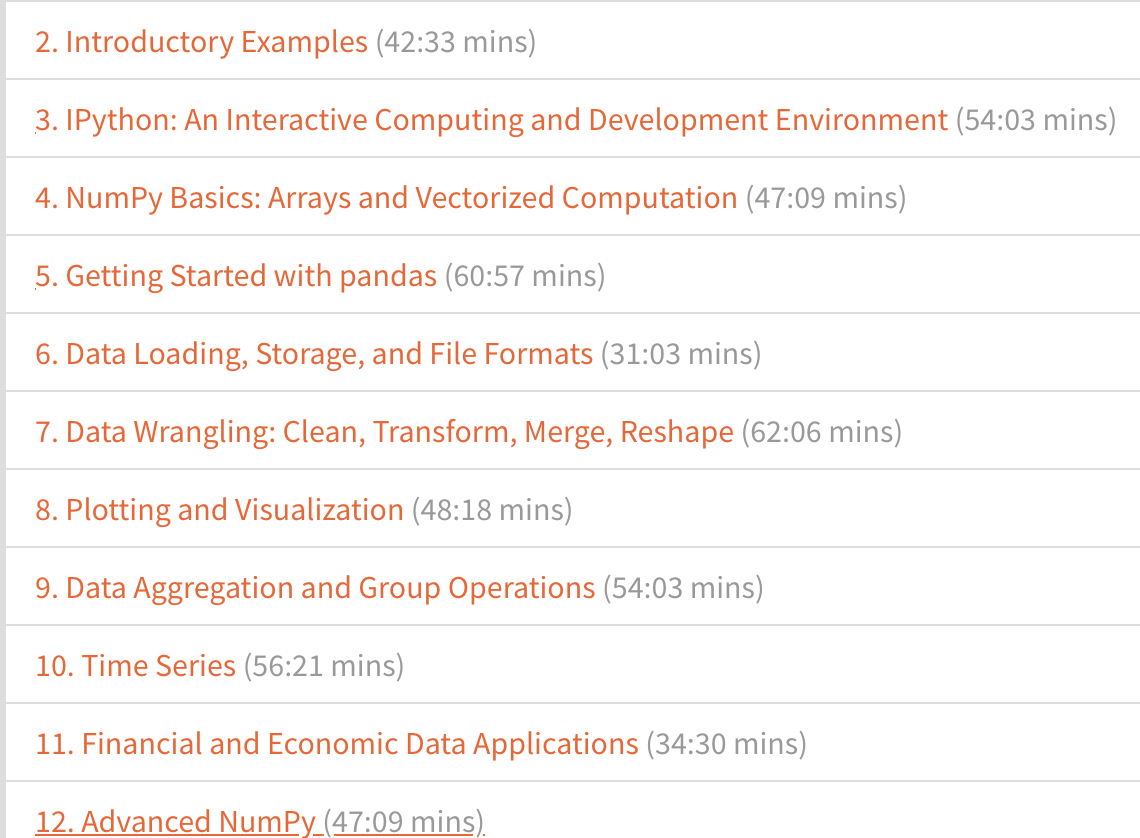 2. Introductory Examples (42:33 mins)
3. IPython: An Interactive Computing and Development Environment (54:03 mins)
4. NumPy Basics: Arrays and Vectorized Computation (47:09 mins)
5. Getting Started with pandas (60:57 mins)
6. Data Loading, Storage, and File Formats (31:03 mins)
7. Data Wrangling: Clean, Transform, Merge, Reshape (62:06 mins)
8. Plotting and Visualization (48:18 mins)
9. Data Aggregation and Group Operations (54:03 mins)
10. Time Series (56:21 mins)
11. Financial and Economic Data Applications (34:30 mins)
12. Advanced NumPy (47:09 mins)